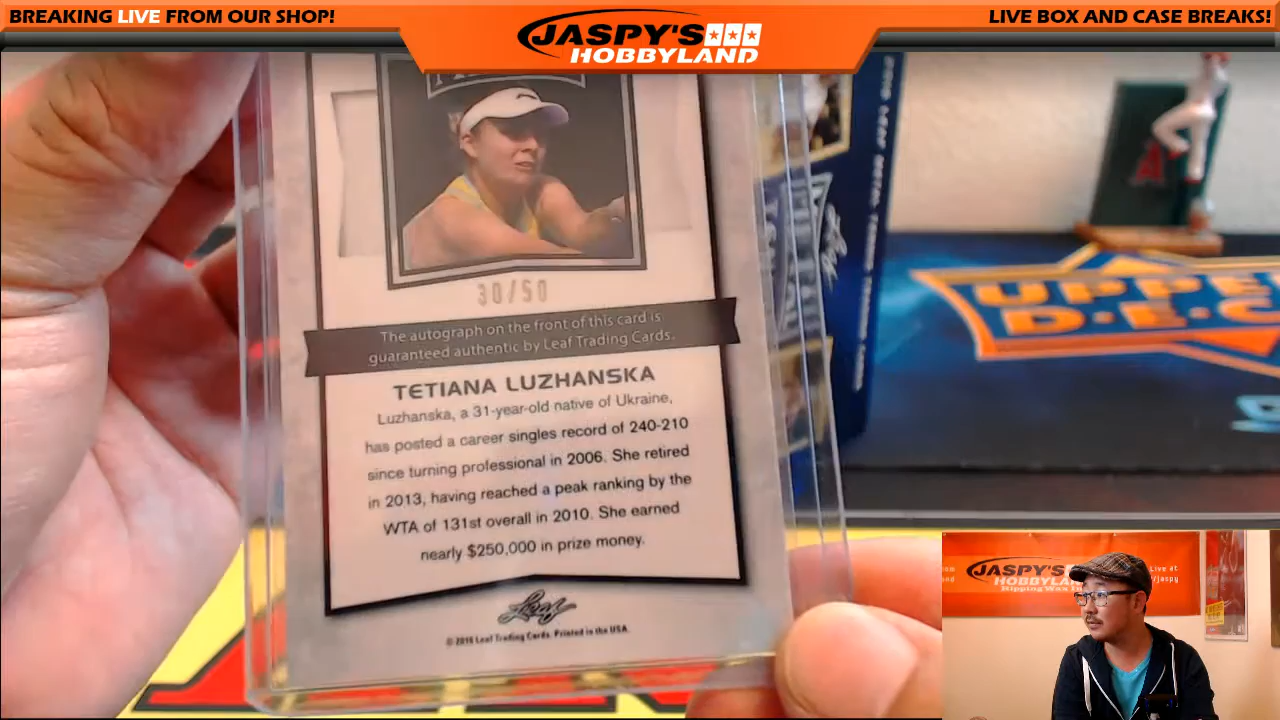 BREAKING LIVE FROM OUR SHOP!
JASPY'S
HOBBYLAND
LIVE BOX AND CASE BREAKS!
30/50
The autograph on the front of this card is
guaranteed authentic by Leaf Trading Cards.
TETIANA LUZHANSKA
Luzhanska, a 31-year-old native of Ukraine,
has posted a career singles record of 240-210
since turning professional in 2006. She retired
in 2013, having reached a peak ranking by the
WTA of 131st overall in 2010. She earned
nearly $250,000 in prize money.
Leaf
Leaf Trading Cards. Printed in the USA.
A
UPPE
D·E·C
JASPY'S
HOBBYLAND
Live at
/jaspy